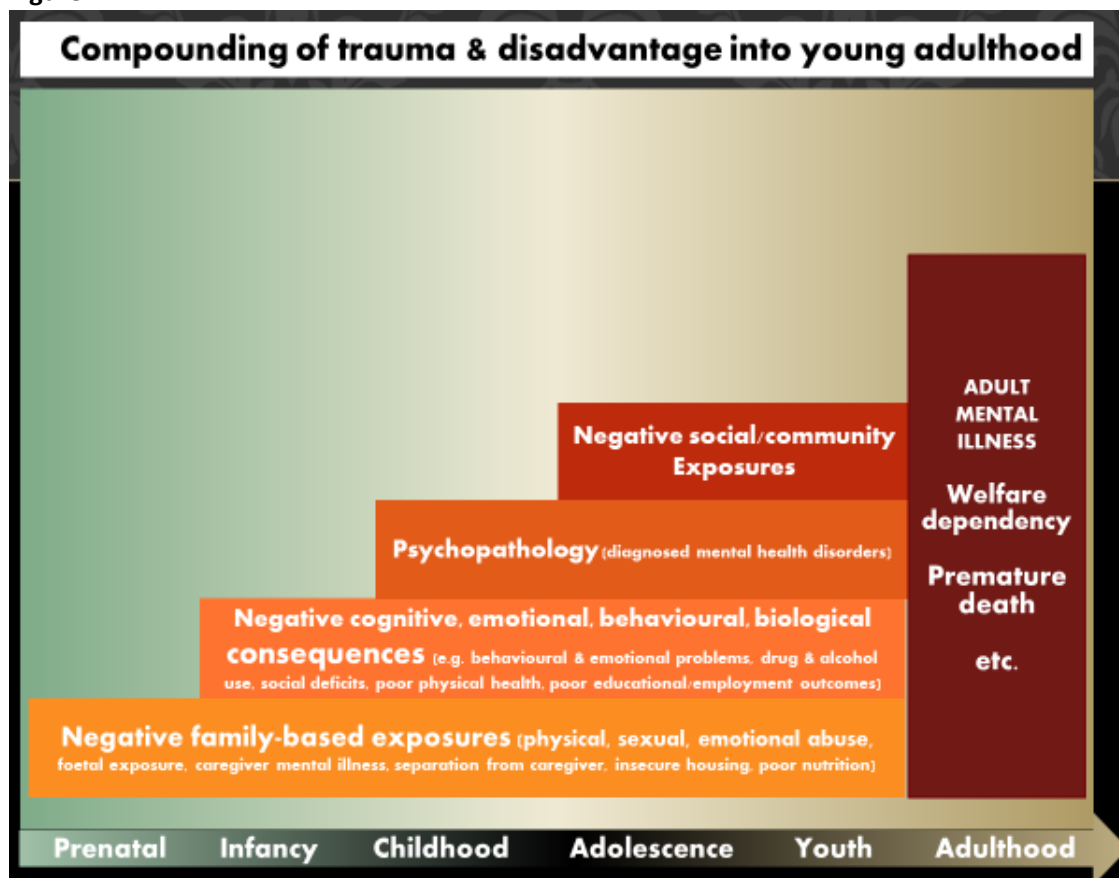 Compounding of trauma & disadvantage into young adulthood
ADULT
MENTAL
ILLNESS
Welfare
dependency
Premature
death
etc.
Negative social/community
Exposures
Psychopathology (diagnosed mental health disorders)
Negative cognitive, emotional, behavioural, biological
consequences (e.g. behavioural & emotional problems, drug & alcohol
use, social deficits, poor physical health, poor educational/employment outcomes)
Negative family-based exposures (physical, sexual, emotional abuse,
foetal exposure, caregiver mental illness, separation from caregiver, insecure housing, poor nutrition)
Prenatal Infancy Childhood Adolescence Youth Adulthood